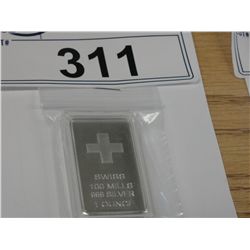 311
SWISS
100 MILLS
999 SILVER
1 OUNCE